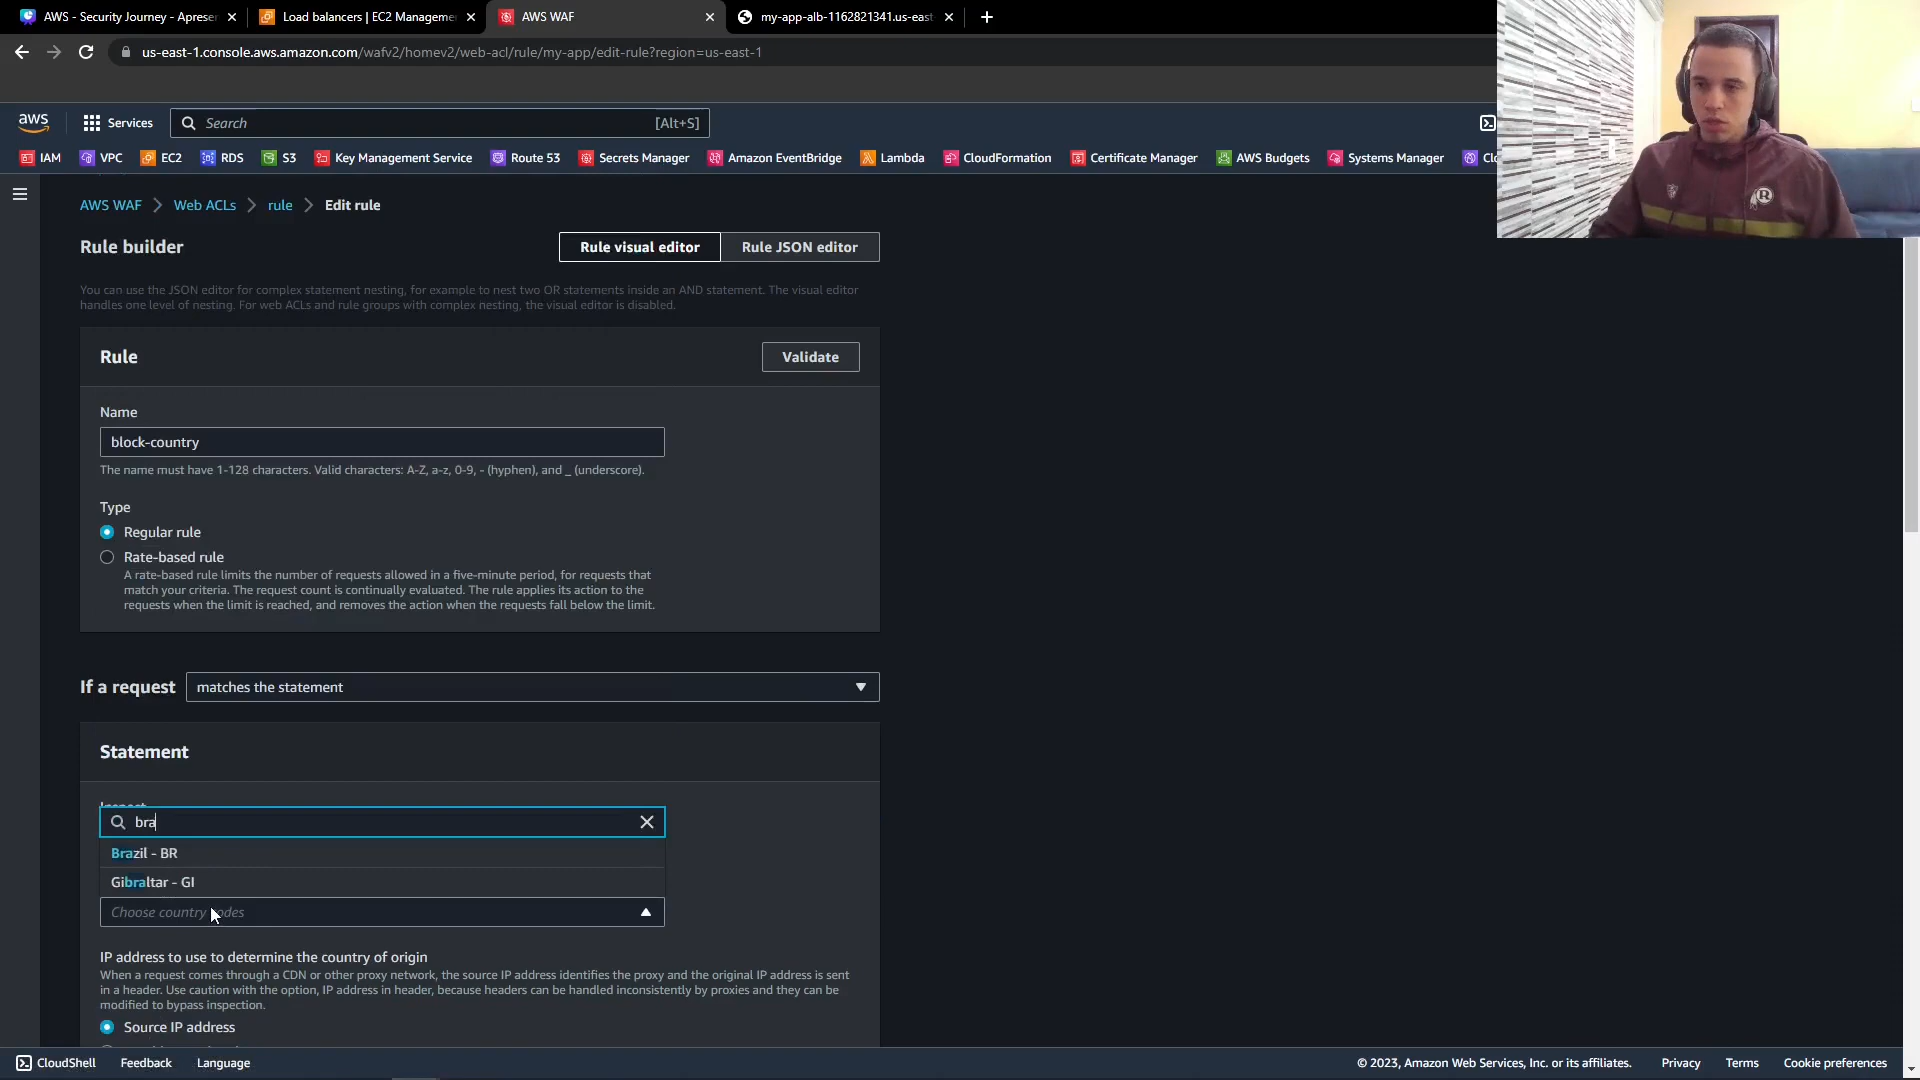 AWS - Security Journey - Apreser
Load balancers | EC2 Manageme
AWS WAF
my-app-alb-1162821341.us-east
us-east-1.console.aws.amazon.com/wafv2/homev2/web-acl/rule/my-app/edit-rule?region=us-east-1
aws
Services
Search
[Alt+S]
IAM
VPC
EC2
RDS
S3
Key Management Service
Route 53
Secrets Manager
Amazon EventBridge
Lambda
CloudFormation
Certificate Manager
AWS Budgets
Systems Manager
Clo
AWS WAF > Web ACLs > rule > Edit rule
Rule builder
Rule visual editor
Rule JSON editor
You can use the JSON editor for complex statement nesting, for example to nest two OR statements inside an AND statement. The visual editor
handles one level of nesting. For web ACLs and rule groups with complex nesting, the visual editor is disabled.
Rule
Validate
Name
block-country
The name must have 1-128 characters. Valid characters: A-Z, a-z, 0-9, - (hyphen), and _ (underscore).
Type
Regular rule
Rate-based rule
A rate-based rule limits the number of requests allowed in a five-minute period, for requests that
match your criteria. The request count is continually evaluated. The rule applies its action to the
requests when the limit is reached, and removes the action when the requests fall below the limit.
If a request
matches the statement
Statement
bra
Brazil - BR
Gibraltar - GI
Choose country codes
IP address to use to determine the country of origin
When a request comes through a CDN or other proxy network, the source IP address identifies the proxy and the original IP address is sent
in a header. Use caution with the option, IP address in header, because headers can be handled inconsistently by proxies and they can be
modified to bypass inspection.
Source IP address
CloudShell
Feedback
Language
© 2023, Amazon Web Services, Inc. or its affiliates.
Privacy
Terms
Cookie preferences